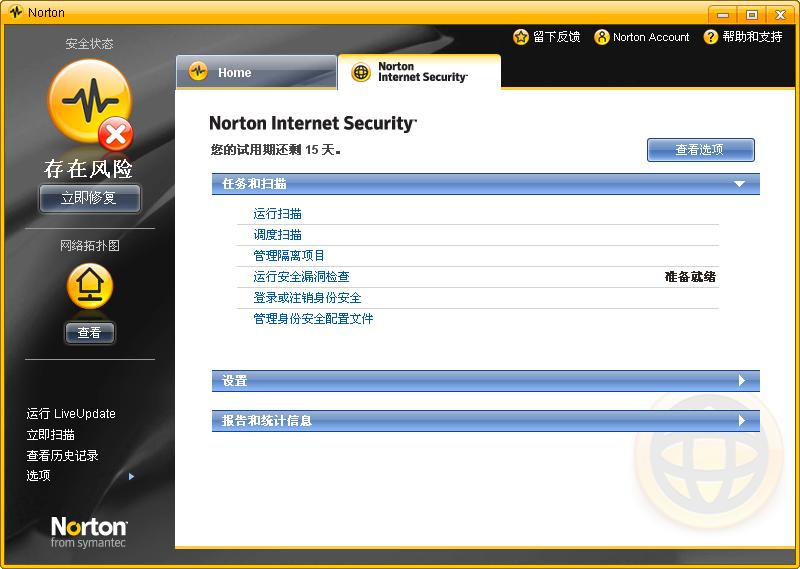 Norton
安全状态
存在风险
立即修复
网络拓扑图
查看
运行 LiveUpdate
立即扫描
查看历史记录
选项
Norton
from symantec
留下反馈
Norton Account
帮助和支持
Home
Norton
Internet Security
Norton Internet Security
您的试用期还剩 15 天。
查看选项
任务和扫描
运行扫描
调度扫描
管理隔离项目
运行安全漏洞检查 准备就绪
登录或注销身份安全
管理身份安全配置文件
设置
报告和统计信息